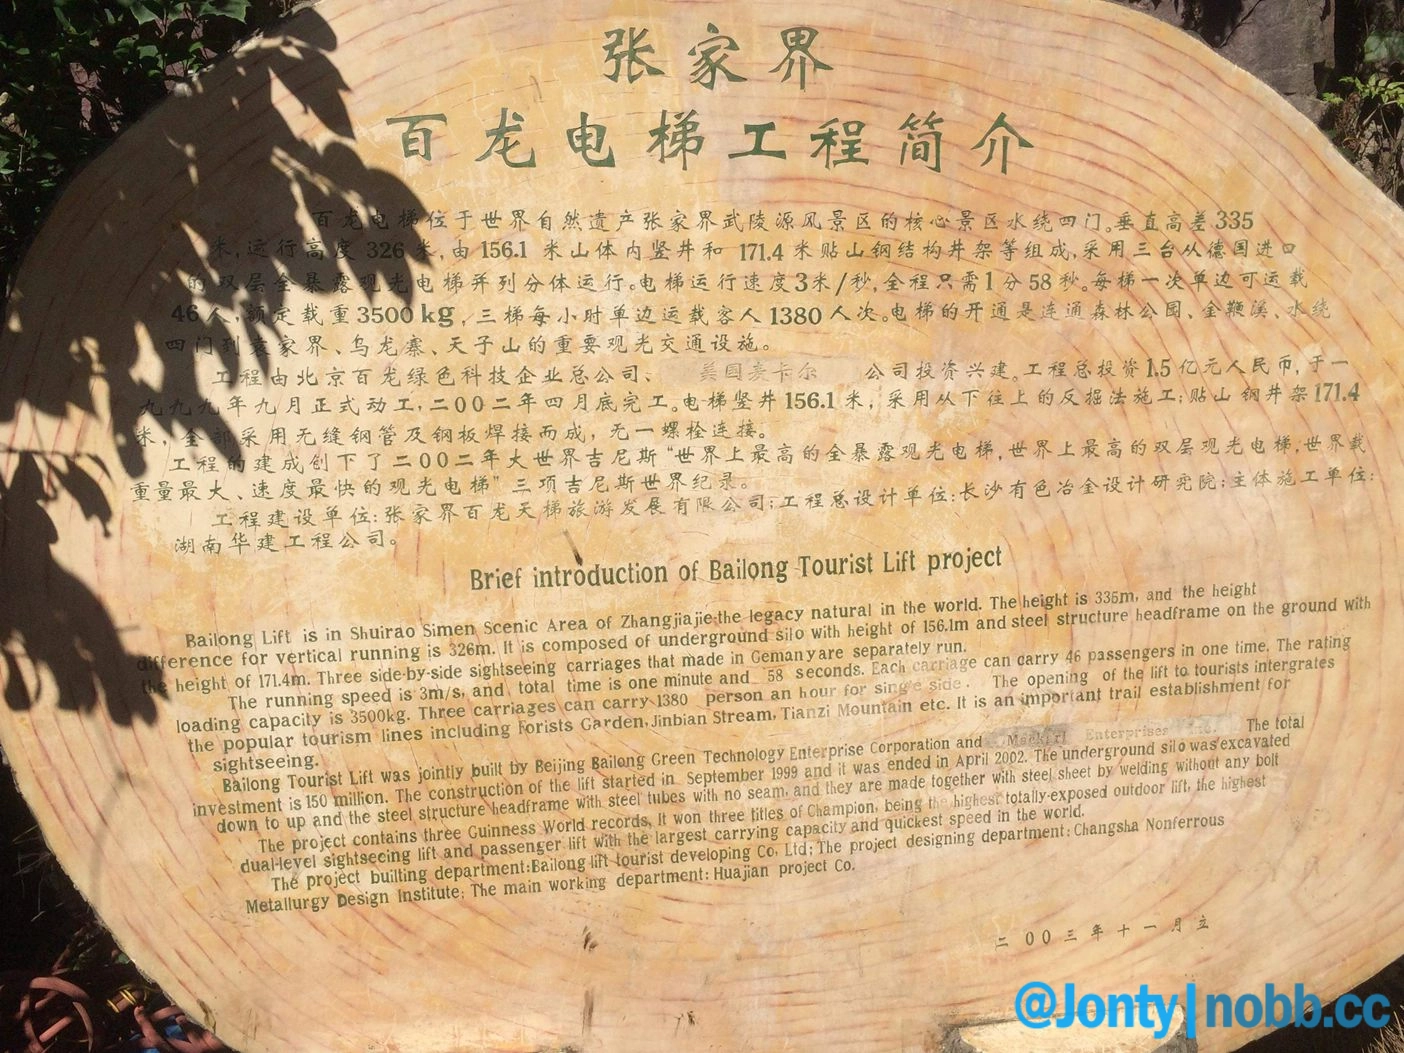 张家界
百龙电梯工程简介
百龙电梯位于世界自然遗产张家界武陵源风景区的核心景区水绕四门。垂直高差335
米,运行高度326米,由156.1米山体内竖井和171.4米贴山钢结构井架等组成,采用三台从德国进口
的双层全暴露观光电梯并列分体运行。电梯运行速度3米/秒,全程只需1分58秒。每梯一次单边可运载
46人,额定载重3500kg,三梯每小时单边运载客人1380人次。电梯的开通是连通森林公园、金鞭溪、水绕
四门到袁家界、乌龙寨、天子山的重要观光交通设施。
工程由北京百龙绿色科技企业总公司、美国麦卡尔 公司投资兴建。工程总投资1.5亿元人民币,于一
九九九年九月正式动工,二00二年四月底完工。电梯竖井156.1米,采用从下往上的反掘法施工;贴山钢井架171.4
米,全部采用无缝钢管及钢板焊接而成,无一螺栓连接。
工程的建成创下了二00二年大世界吉尼斯“世界上最高的全暴露观光电梯,世界上最高的双层观光电梯,世界载
重量最大、速度最快的观光电梯”三项吉尼斯世界纪录。
工程建设单位:张家界百龙天梯旅游发展有限公司;工程总设计单位:长沙有色冶金设计研究院;主体施工单位:
湖南华建工程公司。
Brief introduction of Bailong Tourist Lift project
Bailong Lift is in Shuirao Simen Scenic Area of Zhangjiajie-the legacy natural in the world. The height is 335m, and the height
difference for vertical running is 326m. It is composed of underground silo with height of 156.1m and steel structure headframe on the ground with
the height of 171.4m. Three side-by-side sightseeing carriages that made in Gemany are separately run.
The running speed is 3m/s, and total time is one minute and 58 seconds. Each carriage can carry 46 passengers in one time. The rating
loading capacity is 3500kg. Three carriages can carry 1380 person an hour for single side. The opening of the lift to tourists intergrates
the popular tourism lines including Forists Garden, Jinbian Stream, Tianzi Mountain etc. It is an important trail establishment for
sightseeing.
Bailong Tourist Lift was jointly built by Beijing Bailong Green Technology Enterprise Corporation and Enterprises Inc. The total
investment is 150 million. The construction of the lift started in September 1999 and it was ended in April 2002. The underground silo was excavated
down to up and the steel structure headframe with steel tubes with no seam, and they are made together with steel sheet by welding without any bolt
The project contains three Guinness World records, It won three titles of Champion, being the highest totally-exposed outdoor lift, the highest
dual-level sightseeing lift and passenger lift with the largest carrying capacity and quickest speed in the world.
The project builting department:Bailong lift tourist developing Co, Ltd; The project designing department: Changsha Nonferrous
Metallurgy Design Institute; The main working department: Huajian project Co.
二00三年十一月立
@Jonty|nobb.cc